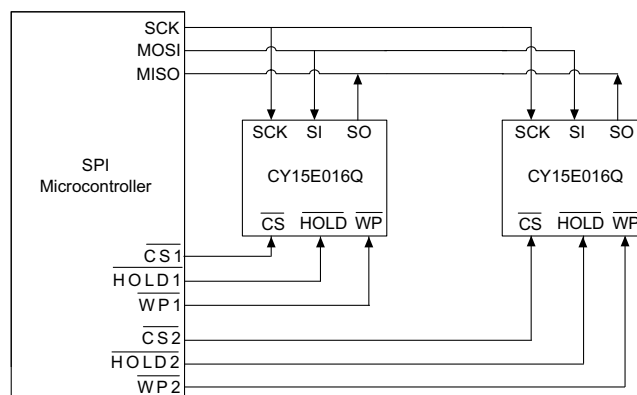 SCK
MOSI
MISO
SCK SI SO
SCK SI SO
SPI
Microcontroller
CY15E016Q
CY15E016Q
CS HOLD WP
CS HOLD WP
CS1
HOLD1
WP1
CS2
HOLD2
WP2